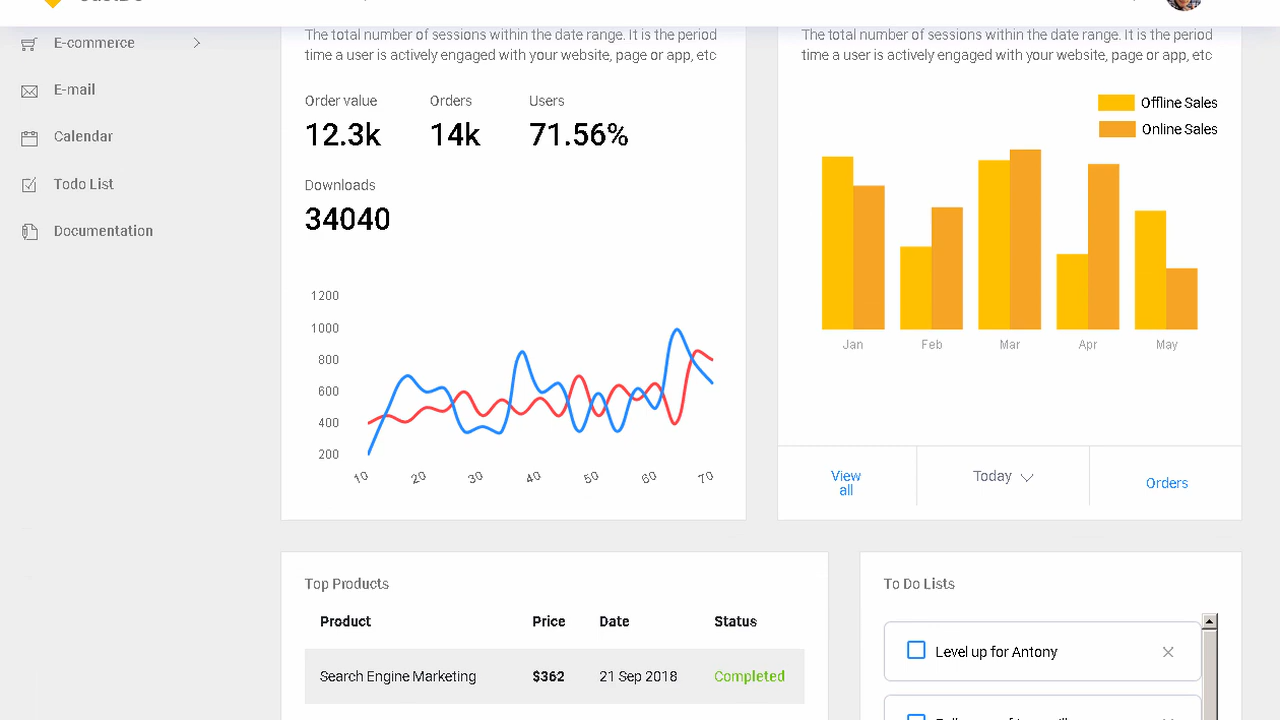 E-commerce
E-mail
Calendar
Todo List
Documentation
The total number of sessions within the date range. It is the period
time a user is actively engaged with your website, page or app, etc
Order value
12.3k
Orders
14k
Users
71.56%
Downloads
34040
1200
1000
800
600
400
200
10 20 30 40 50 60 70
The total number of sessions within the date range. It is the period
time a user is actively engaged with your website, page or app, etc
Offline Sales
Online Sales
Jan Feb Mar Apr May
View
all
Today
Orders
Top Products
Product Price Date Status
Search Engine Marketing $362 21 Sep 2018 Completed
To Do Lists
Level up for Antony